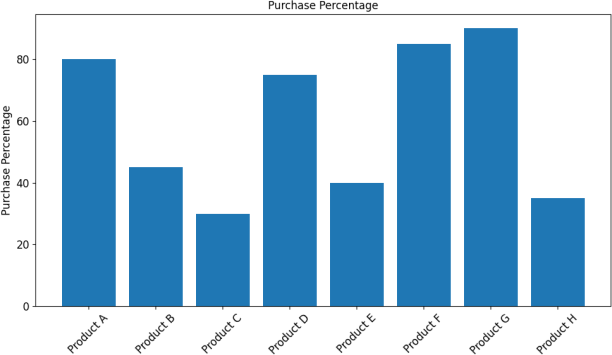 Purchase Percentage
Purchase Percentage
80
60
40
20
0
Product A
Product B
Product C
Product D
Product E
Product F
Product G
Product H